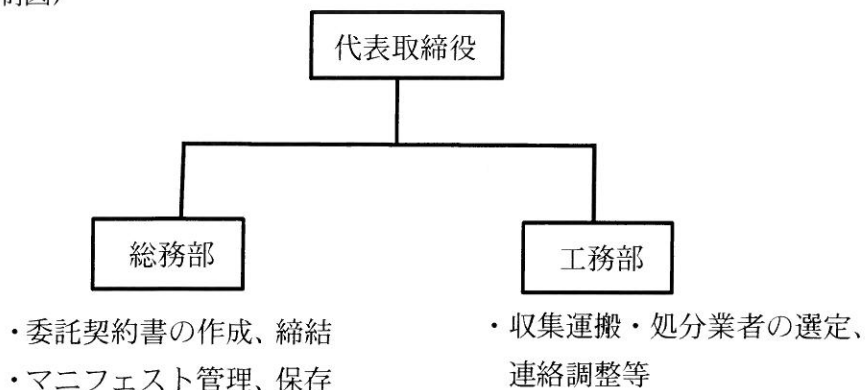 代表取締役
総務部
・委託契約書の作成、締結
・マニフェスト管理、保存
工務部
・収集運搬・処分業者の選定、
連絡調整等